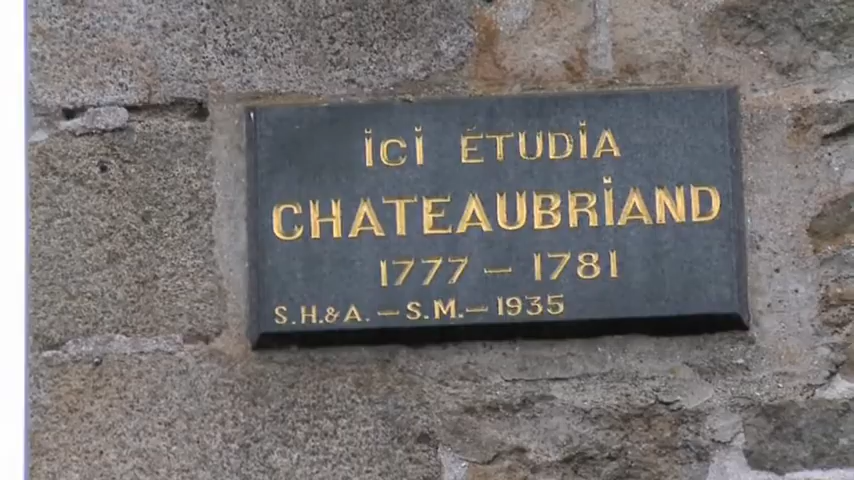 ICI ÉTUDIA
CHATEAUBRIAND
1777 - 1781
S.H.&A. - S.M. - 1935